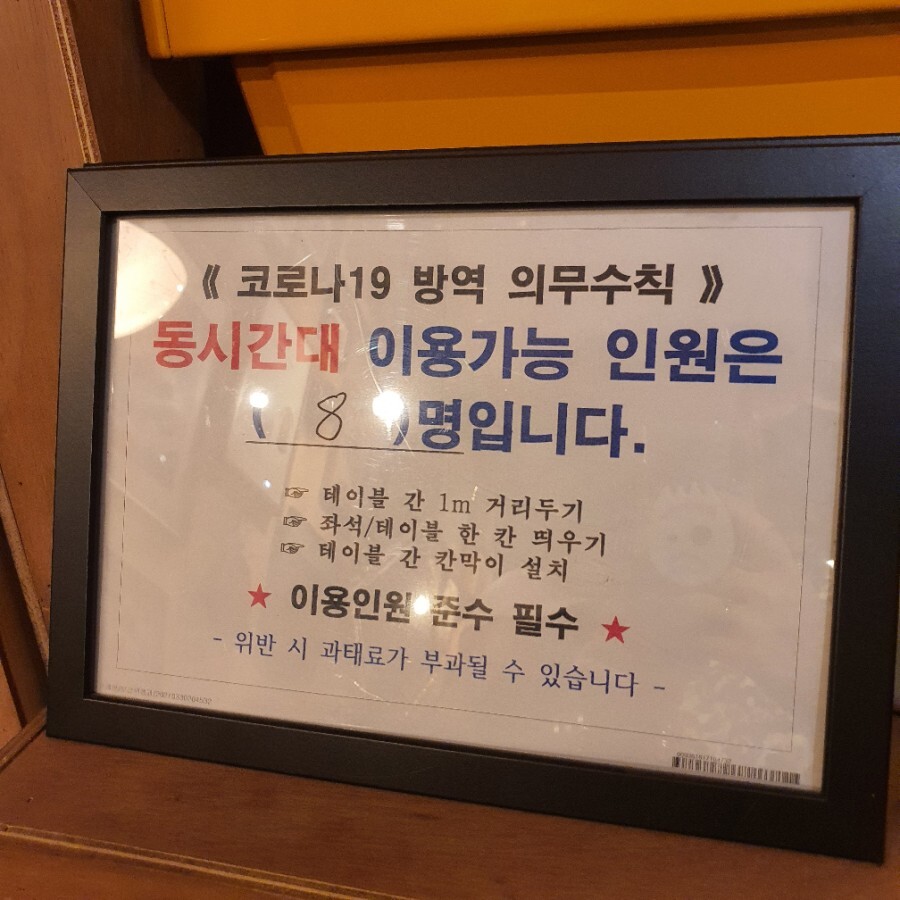 《 코로나19 방역 의무수칙 》
동시간대 이용가능 인원은
( 8 )명입니다.
☞ 테이블 간 1m 거리두기
☞ 좌석/테이블 한 칸 띄우기
☞ 테이블 간 칸막이 설치
★ 이용인원 준수 필수 ★
- 위반 시 과태료가 부과될 수 있습니다 -